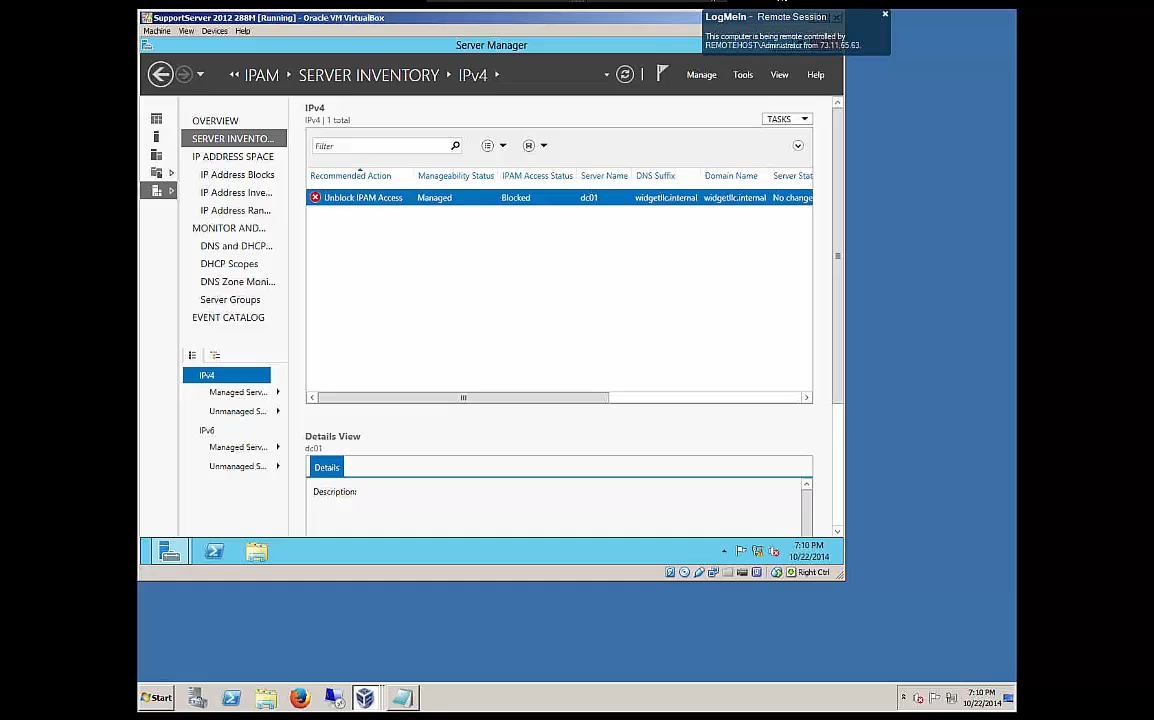 SupportServer 2012 288M [Running] - Oracle VM VirtualBox
Machine View Devices Help
LogMeIn - Remote Session
This computer is being remote controlled by
REMOTEHOST\Administrator from 73.11.65.63.
Server Manager
IPAM SERVER INVENTORY IPv4
Manage Tools View Help
OVERVIEW
SERVER INVENTO...
IP ADDRESS SPACE
IP Address Blocks
IP Address Inve...
IP Address Ran...
MONITOR AND...
DNS and DHCP...
DHCP Scopes
DNS Zone Moni...
Server Groups
EVENT CATALOG
IPv4
Managed Serv...
Unmanaged S...
IPv6
Managed Serv...
Unmanaged S...
IPv4
IPv4 | 1 total
TASKS
Filter
Recommended Action Manageability Status IPAM Access Status Server Name DNS Suffix Domain Name Server Stat
Unblock IPAM Access Managed Blocked dc01 widgetllc.internal widgetllc.internal No change
Details View
dc01
Details
Description:
7:10 PM
10/22/2014
Right Ctrl
Start
7:10 PM
10/22/2014